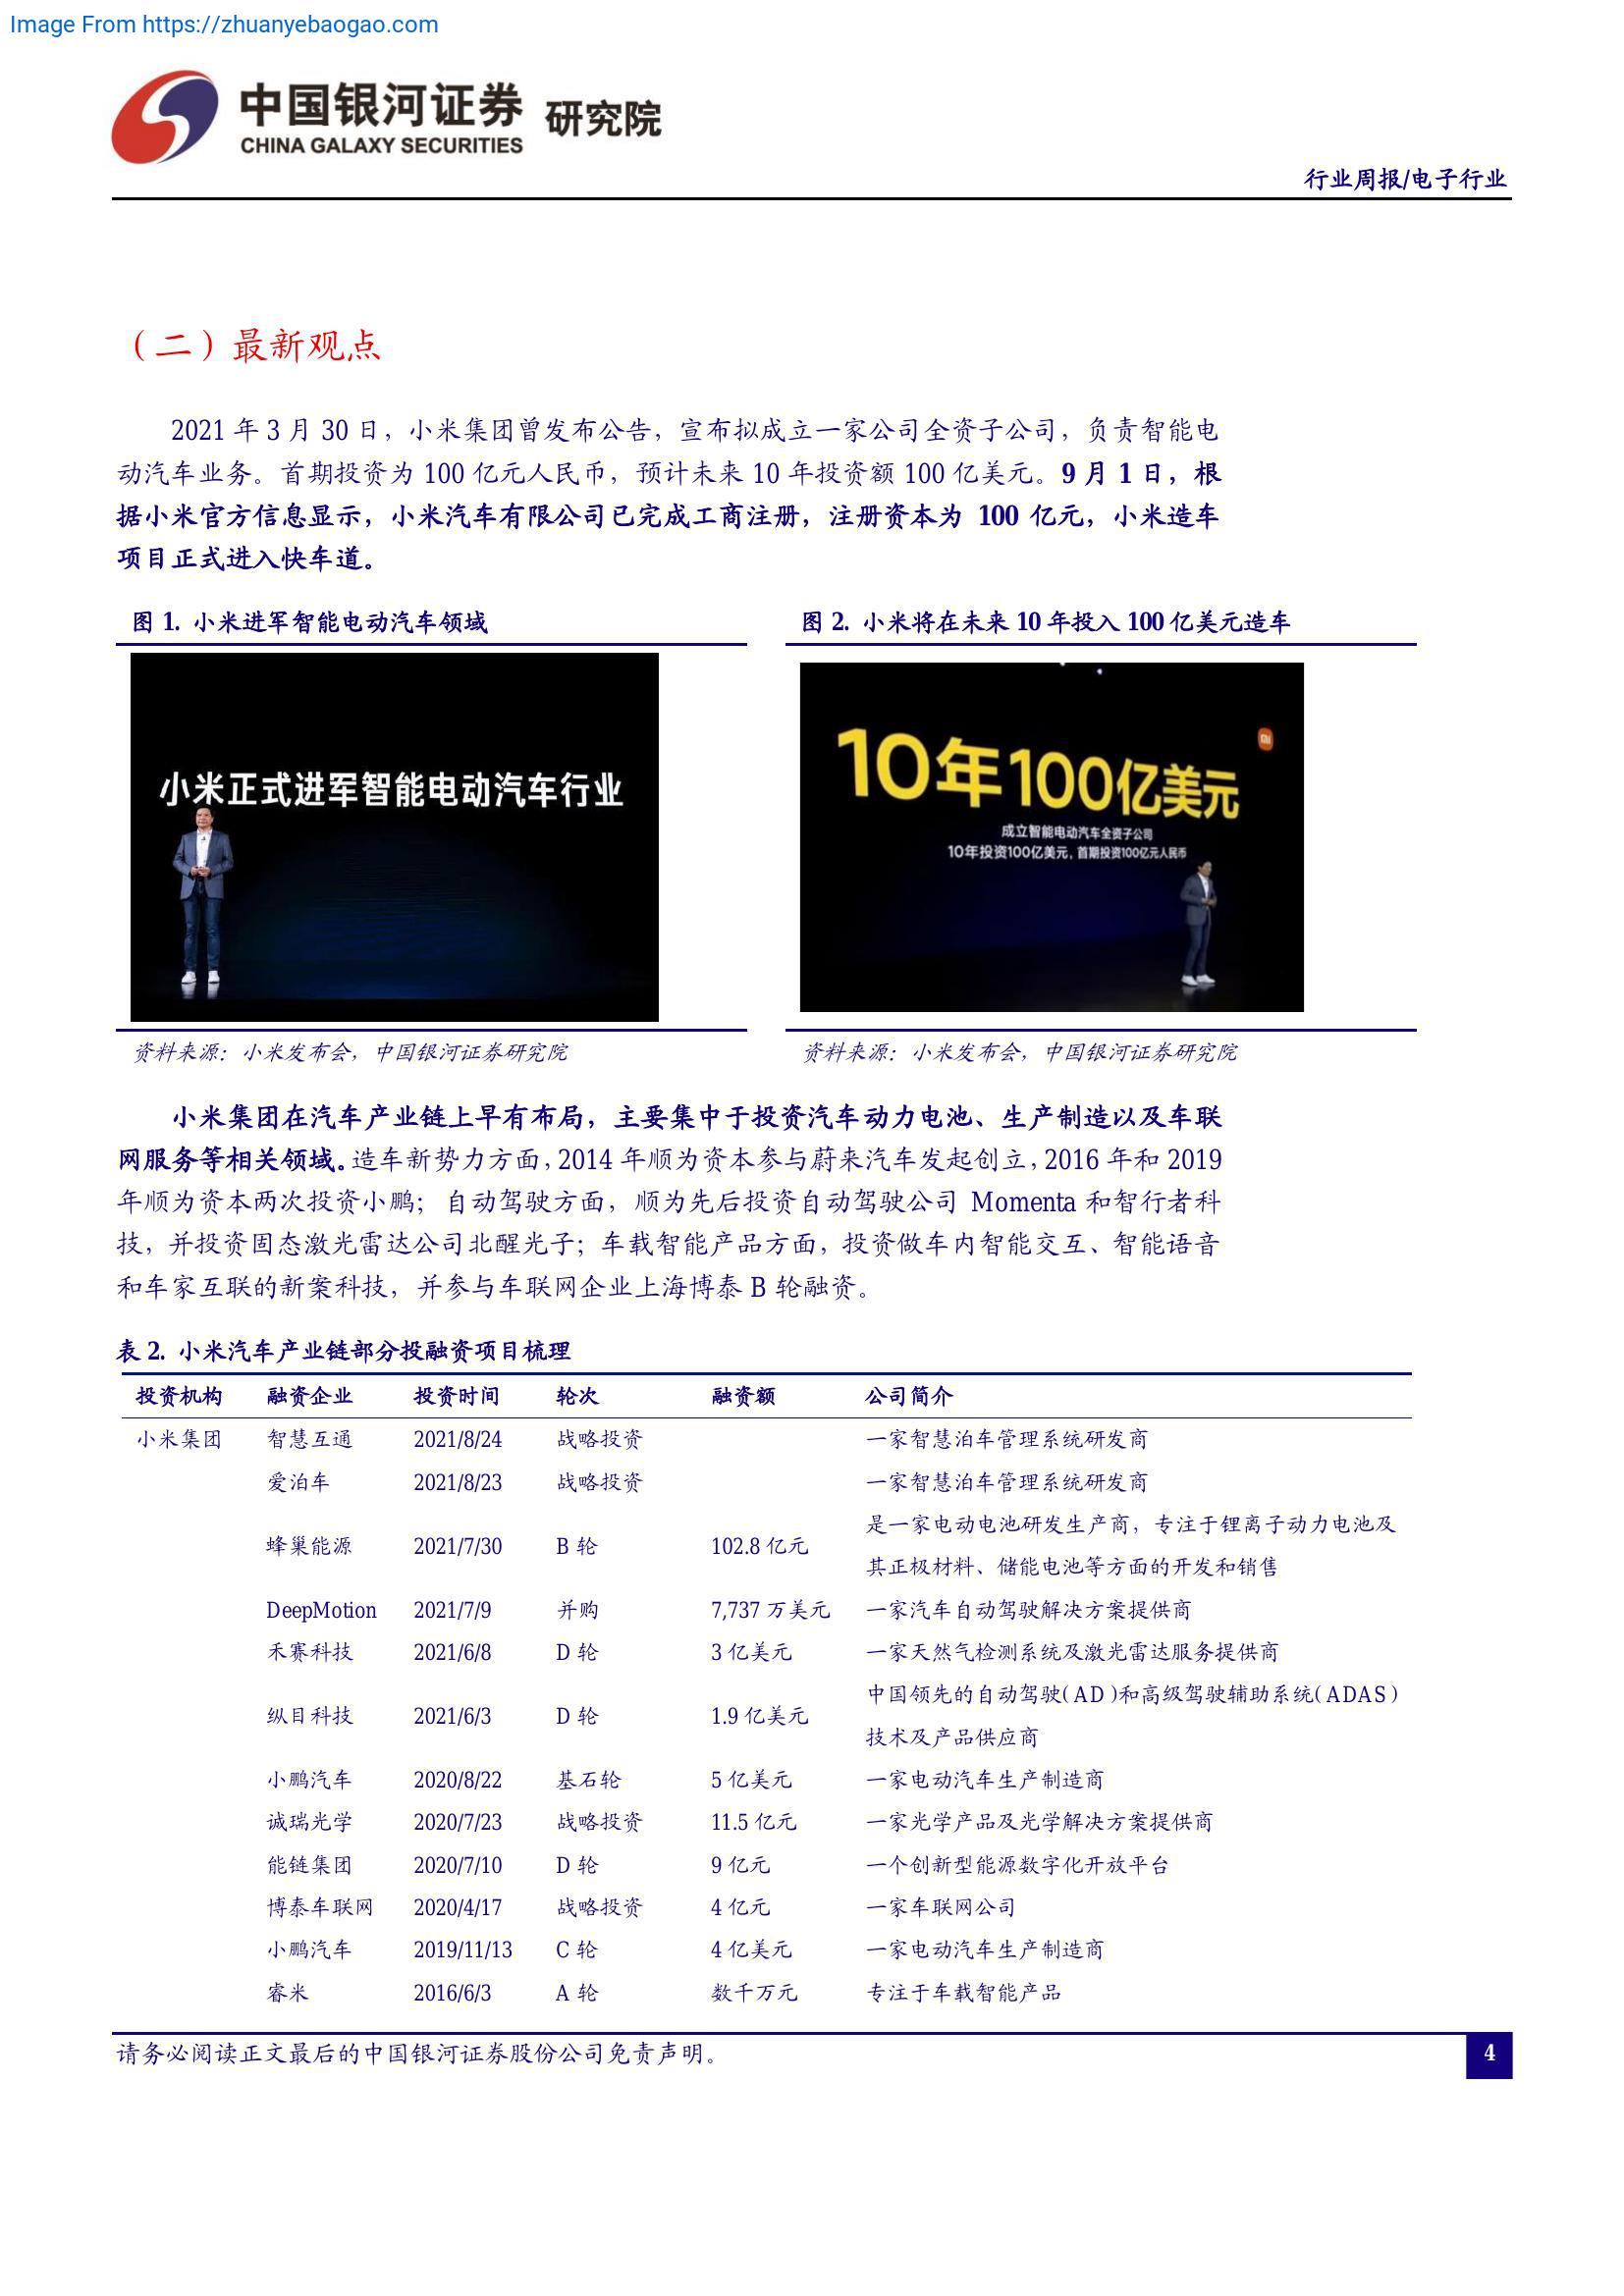 Image From https://zhuanyebaogao.com
中国银河证券 研究院
CHINA GALAXY SECURITIES
行业周报/电子行业
（二）最新观点
2021 年 3 月 30 日，小米集团曾发布公告，宣布拟成立一家公司全资子公司，负责智能电
动汽车业务。首期投资为 100 亿元人民币，预计未来 10 年投资额 100 亿美元。9 月 1 日，根
据小米官方信息显示，小米汽车有限公司已完成工商注册，注册资本为 100 亿元，小米造车
项目正式进入快车道。
图 1. 小米进军智能电动汽车领域
小米正式进军智能电动汽车行业
资料来源：小米发布会，中国银河证券研究院
图 2. 小米将在未来 10 年投入 100 亿美元造车
10年100亿美元
成立智能电动汽车全资子公司
10年投资100亿美元，首期投资100亿元人民币
资料来源：小米发布会，中国银河证券研究院
小米集团在汽车产业链上早有布局，主要集中于投资汽车动力电池、生产制造以及车联
网服务等相关领域。造车新势力方面，2014 年顺为资本参与蔚来汽车发起创立，2016 年和 2019
年顺为资本两次投资小鹏；自动驾驶方面，顺为先后投资自动驾驶公司 Momenta 和智行者科
技，并投资固态激光雷达公司北醒光子；车载智能产品方面，投资做车内智能交互、智能语音
和车家互联的新案科技，并参与车联网企业上海博泰 B 轮融资。
表 2. 小米汽车产业链部分投融资项目梳理
投资机构 融资企业 投资时间 轮次 融资额 公司简介
小米集团 智慧互通 2021/8/24 战略投资 一家智慧泊车管理系统研发商
爱泊车 2021/8/23 战略投资 一家智慧泊车管理系统研发商
蜂巢能源 2021/7/30 B 轮 102.8 亿元 是一家电动电池研发生产商，专注于锂离子动力电池及
其正极材料、储能电池等方面的开发和销售
DeepMotion 2021/7/9 并购 7,737 万美元 一家汽车自动驾驶解决方案提供商
禾赛科技 2021/6/8 D 轮 3 亿美元 一家天然气检测系统及激光雷达服务提供商
纵目科技 2021/6/3 D 轮 1.9 亿美元 中国领先的自动驾驶(AD)和高级驾驶辅助系统(ADAS)
技术及产品供应商
小鹏汽车 2020/8/22 基石轮 5 亿美元 一家电动汽车生产制造商
诚瑞光学 2020/7/23 战略投资 11.5 亿元 一家光学产品及光学解决方案提供商
能链集团 2020/7/10 D 轮 9 亿元 一个创新型能源数字化开放平台
博泰车联网 2020/4/17 战略投资 4 亿元 一家车联网公司
小鹏汽车 2019/11/13 C 轮 4 亿美元 一家电动汽车生产制造商
睿米 2016/6/3 A 轮 数千万元 专注于车载智能产品
请务必阅读正文最后的中国银河证券股份公司免责声明。
4